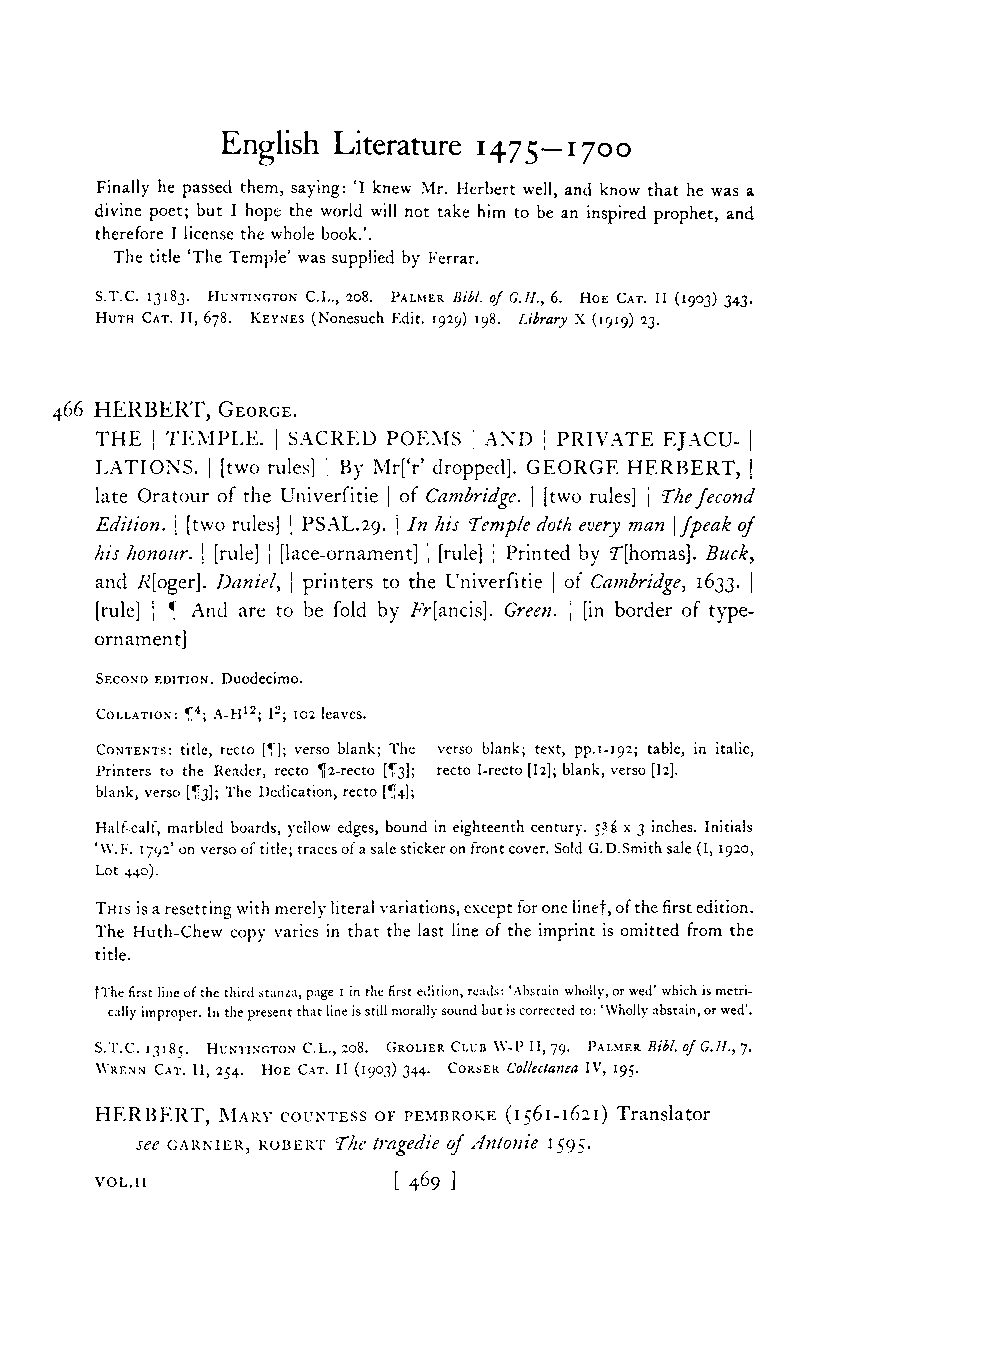 English Literature 1475—1700
Finally he passed them, saying: 'I knew Mr. Herbert well, and know that he was a
divine poet; but I hope the world will not take him to be an inspired prophet, and
therefore I license the whole book.'.
The title 'The Temple' was supplied by Ferrar.
S.T.C. 13183. HUNTINGTON C.L., 208. PALMER Bibl. of G.H., 6. HOE CAT. II (1903) 343.
HUTH CAT. II, 678. KEYNES (Nonesuch Edit. 1929) 198. Library X (1919) 23.
466 HERBERT, GEORGE.
THE | TEMPLE. | SACRED POEMS | AND | PRIVATE EJACU- |
LATIONS. | [two rules] | By Mr['r' dropped]. GEORGE HERBERT, |
late Oratour of the Univerſitie | of Cambridge. | [two rules] | The ſecond
Edition. | [two rules] | PSAL.29. | In his Temple doth every man | ſpeak of
his honour. | [rule] | [lace-ornament] | [rule] | Printed by T[homas]. Buck,
and R[oger]. Daniel, | printers to the Univerſitie | of Cambridge, 1633. |
[rule] | ¶ And are to be ſold by Fr[ancis]. Green. | [in border of type-
ornament]
SECOND EDITION. Duodecimo.
COLLATION: ¶4; A-H12; I2; 102 leaves.
CONTENTS: title, recto [¶]; verso blank; The
Printers to the Reader, recto ¶2-recto [¶3];
blank, verso [¶3]; The Dedication, recto [¶4];
verso blank; text, pp.1-192; table, in italic,
recto I-recto [I2]; blank, verso [I2].
Half-calf, marbled boards, yellow edges, bound in eighteenth century. 5⅜ x 3 inches. Initials
'W.F. 1792' on verso of title; traces of a sale sticker on front cover. Sold G.D.Smith sale (I, 1920,
Lot 440).
THIS is a resetting with merely literal variations, except for one line†, of the first edition.
The Huth-Chew copy varies in that the last line of the imprint is omitted from the
title.
†The first line of the third stanza, page 1 in the first edition, reads: 'Abstain wholly, or wed' which is metri-
cally improper. In the present that line is still morally sound but is corrected to: 'Wholly abstain, or wed'.
S.T.C. 13185. HUNTINGTON C.L., 208. GROLIER CLUB W-P II, 79. PALMER Bibl. of G.H., 7.
WRENN CAT. II, 254. HOE CAT. II (1903) 344. CORSER Collectanea IV, 195.
HERBERT, MARY COUNTESS OF PEMBROKE (1561-1621) Translator
see GARNIER, ROBERT The tragedie of Antonie 1595.
VOL.II [ 469 ]